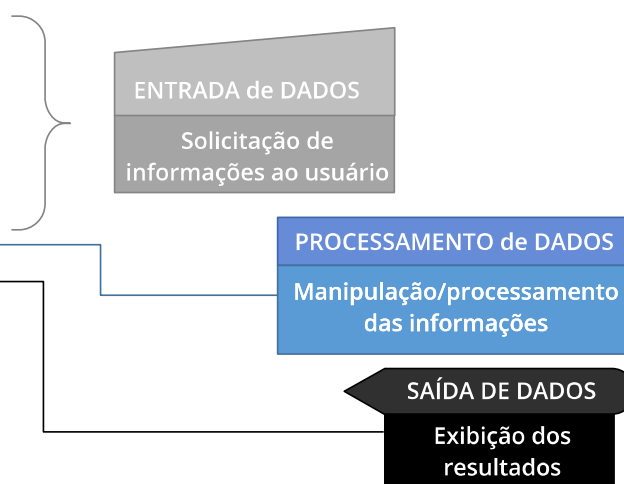 ENTRADA de DADOS
Solicitação de
informações ao usuário
PROCESSAMENTO de DADOS
Manipulação/processamento
das informações
SAÍDA DE DADOS
Exibição dos
resultados